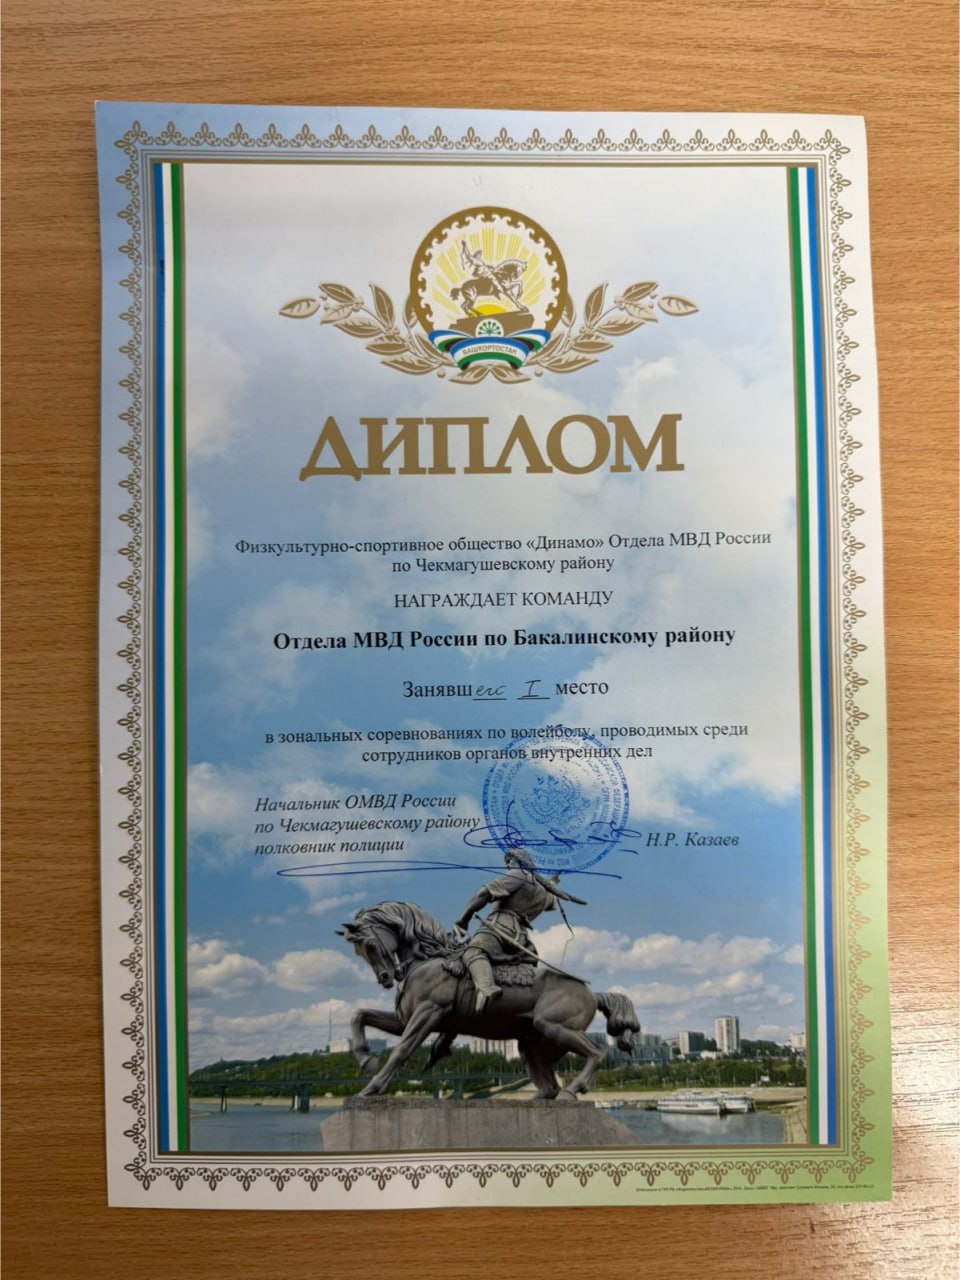 БАШКОРТОСТАН
ДИПЛОМ
Физкультурно-спортивное общество «Динамо» Отдела МВД России
по Чекмагушевскому району
НАГРАЖДАЕТ КОМАНДУ
Отдела МВД России по Бакалинскому району
Занявшего I место
в зональных соревнованиях по волейболу, проводимых среди
сотрудников органов внутренних дел
Начальник ОМВД России
по Чекмагушевскому району
полковник полиции
Н.Р. Казаев